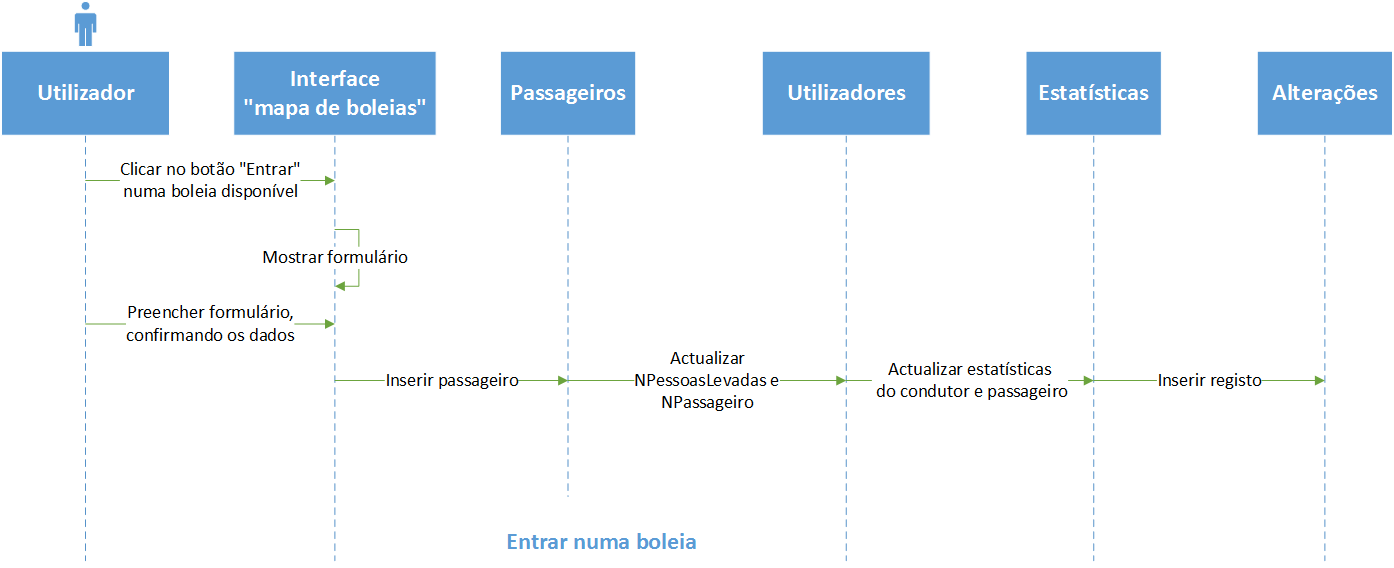 Utilizador
Interface
"mapa de boleias"
Passageiros
Utilizadores
Estatísticas
Alterações
Clicar no botão "Entrar"
numa boleia disponível
Mostrar formulário
Preencher formulário,
confirmando os dados
Inserir passageiro
Actualizar
NPessoasLevadas e
NPassageiro
Actualizar estatísticas
do condutor e passageiro
Inserir registo
Entrar numa boleia